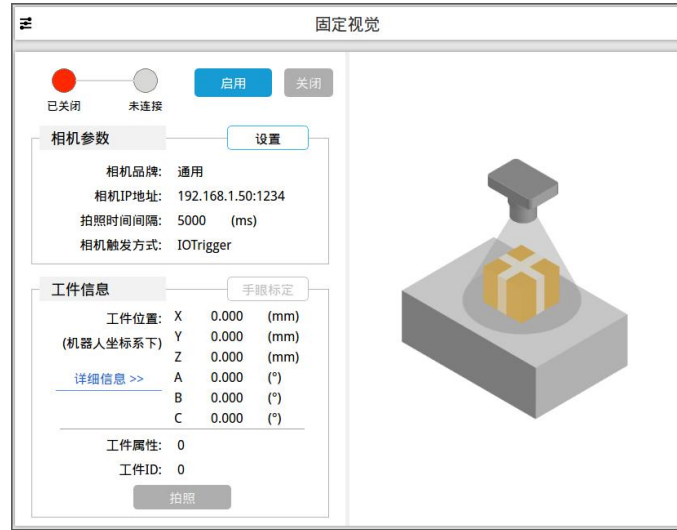 固定视觉
启用 关闭
已关闭 未连接
相机参数 设置
相机品牌: 通用
相机IP地址: 192.168.1.50:1234
拍照时间间隔: 5000 (ms)
相机触发方式: IOTrigger
工件信息 手眼标定
工件位置: X 0.000 (mm)
(机器人坐标系下) Y 0.000 (mm)
Z 0.000 (mm)
详细信息 >> A 0.000 (°)
B 0.000 (°)
C 0.000 (°)
工件属性: 0
工件ID: 0
拍照